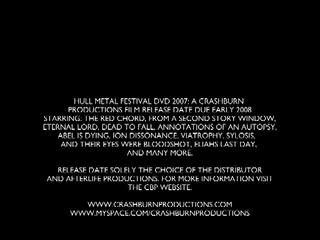 HULL METAL FESTIVAL DVD 2007: A CRASHBURN
PRODUCTIONS FILM RELEASE DATE DUE EARLY 2008
STARRING: THE RED CHORD, FROM A SECOND STORY WINDOW,
ETERNAL LORD, DEAD TO FALL, ANNOTATIONS OF AN AUTOPSY,
ABEL IS DYING, ION DISSONANCE, VIATROPHY, SYLOSIS,
AND THEIR EYES WERE BLOODSHOT, ELIAHS LAST DAY,
AND MANY MORE.
RELEASE DATE SOLELY THE CHOICE OF THE DISTRIBUTOR
AND AFTERLIFE PRODUCTIONS. FOR MORE INFORMATION VISIT
THE CBP WEBSITE.
WWW.CRASHBURNPRODUCTIONS.COM
WWW.MYSPACE.COM/CRASHBURNPRODUCTIONS